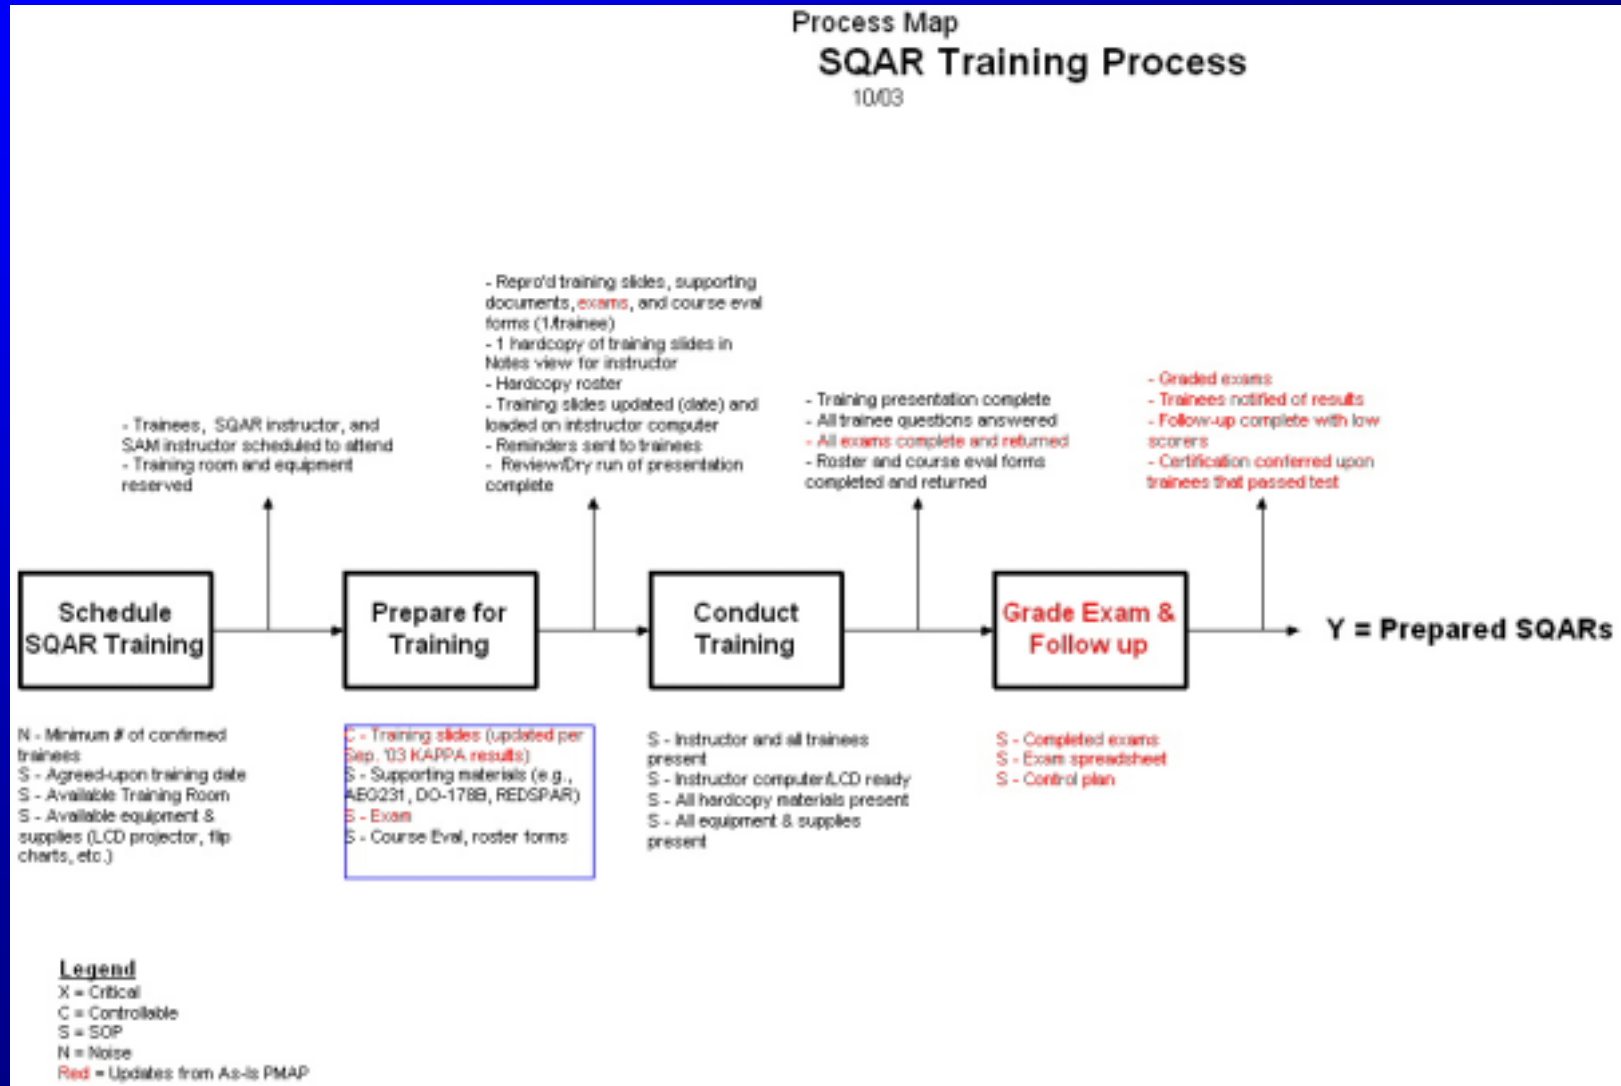 Process Map
SQAR Training Process
10/03
- Trainees, SQAR instructor, and
SAM instructor scheduled to attend
- Training room and equipment
reserved
- Repro'd training slides, supporting
documents, exams, and course eval
forms (1/trainee)
- 1 hardcopy of training slides in
Notes view for instructor
- Hardcopy roster
- Training slides updated (date) and
loaded on intstructor computer
- Reminders sent to trainees
- Review/Dry run of presentation
complete
- Training presentation complete
- All trainee questions answered
- All exams complete and returned
- Roster and course eval forms
completed and returned
- Graded exams
- Trainees notified of results
- Follow-up complete with low
scorers
- Certification conferred upon
trainees that passed test
Schedule
SQAR Training
Prepare for
Training
Conduct
Training
Grade Exam &
Follow up
Y = Prepared SQARs
N - Minimum # of confirmed
trainees
S - Agreed-upon training date
S - Available Training Room
S - Available equipment &
supplies (LCD projector, flip
charts, etc.)
C - Training slides (updated per
Sep. '03 KAPPA results)
S - Supporting materials (e.g.,
AEG231, DO-178B, REDSPAR)
S - Exam
S - Course Eval, roster forms
S - Instructor and all trainees
present
S - Instructor computer/LCD ready
S - All hardcopy materials present
S - All equipment & supplies
present
S - Completed exams
S - Exam spreadsheet
S - Control plan
Legend
X = Critical
C = Controllable
S = SOP
N = Noise
Red = Updates from As-Is PMAP